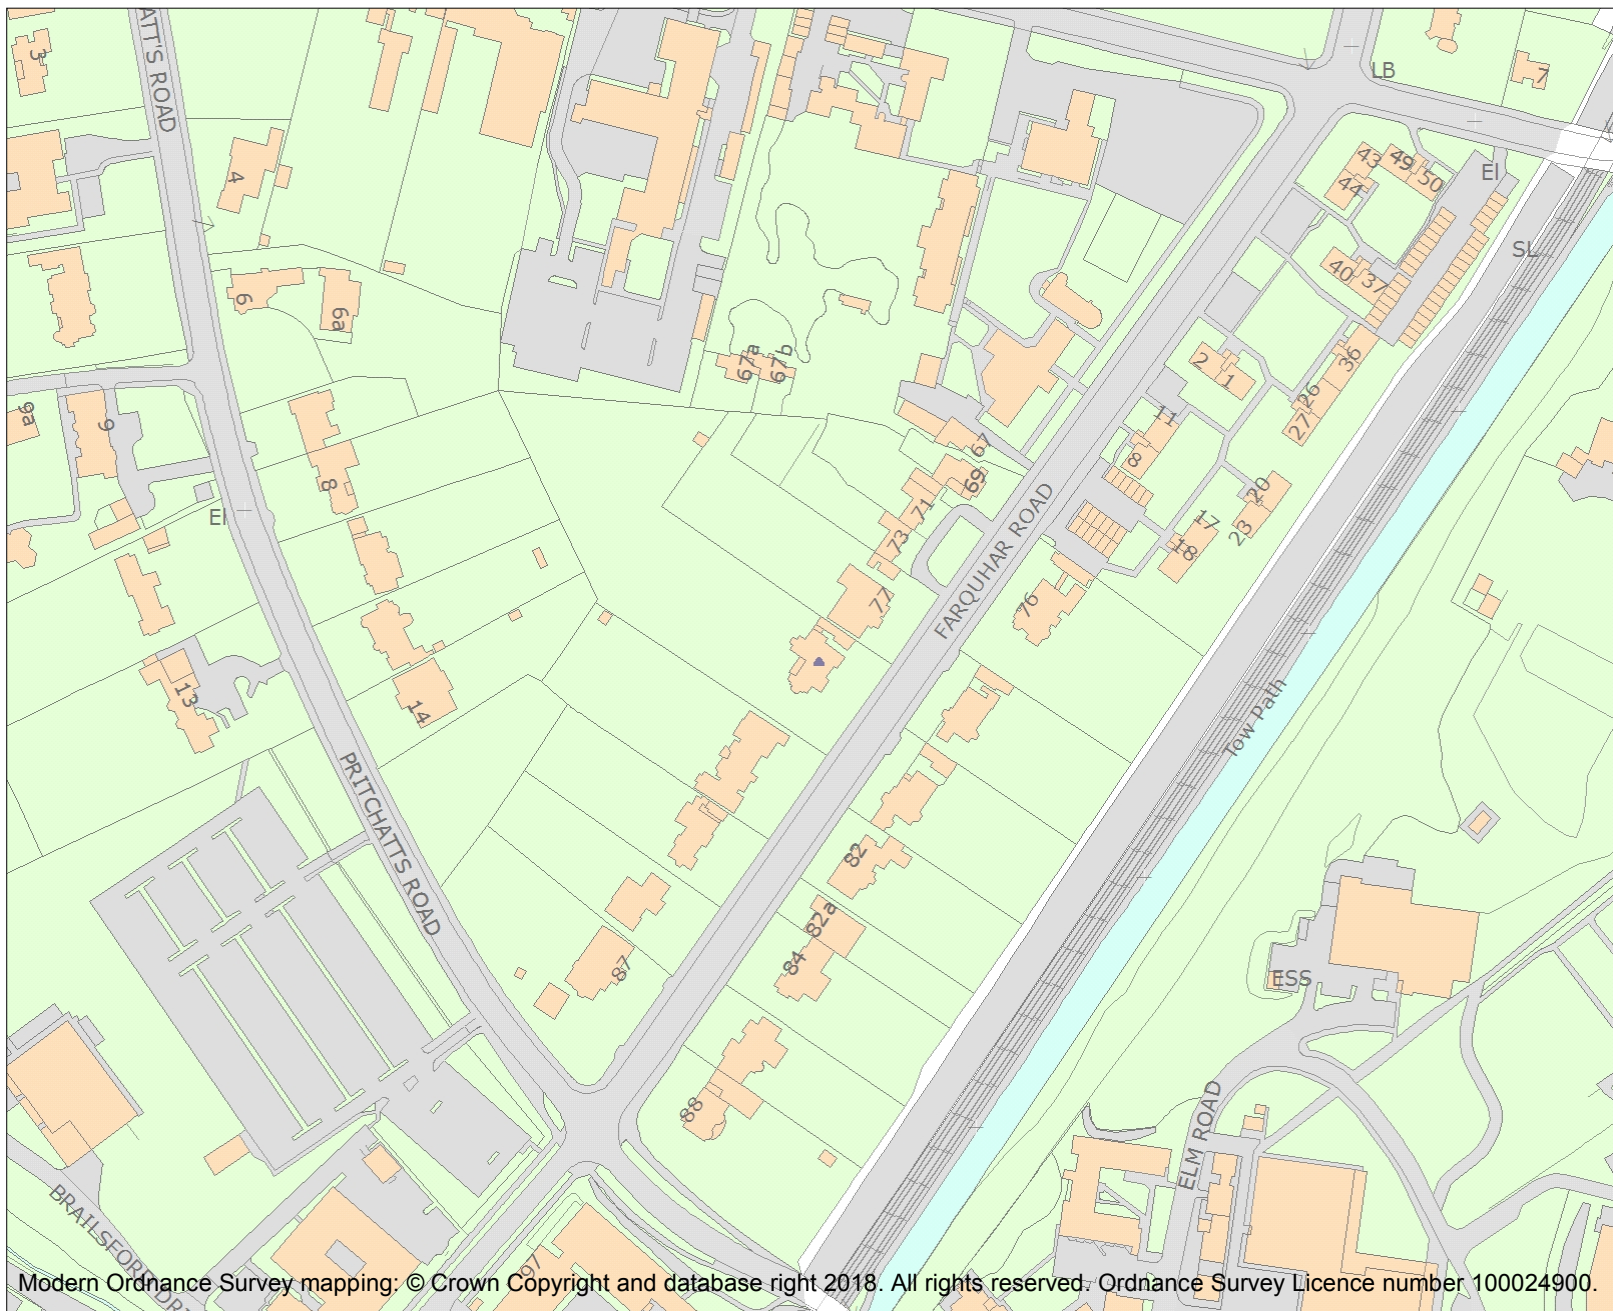 ATT'S ROAD
3
LB
7
4
43
49
50
44
El
SL
40
37
6
6a
67a
67b
2
1
36
26
27
9a
9
11
8
67
69
8
20
17
18
23
El
71
73
FARQUHAR ROAD
77
76
13
14
Tow Path
PRITCHATTS ROAD
82
82a
84
87
ESS
88
ELM ROAD
BRAILSFORD
97
Modern Ordnance Survey mapping: © Crown Copyright and database right 2018. All rights reserved. Ordnance Survey Licence number 100024900.